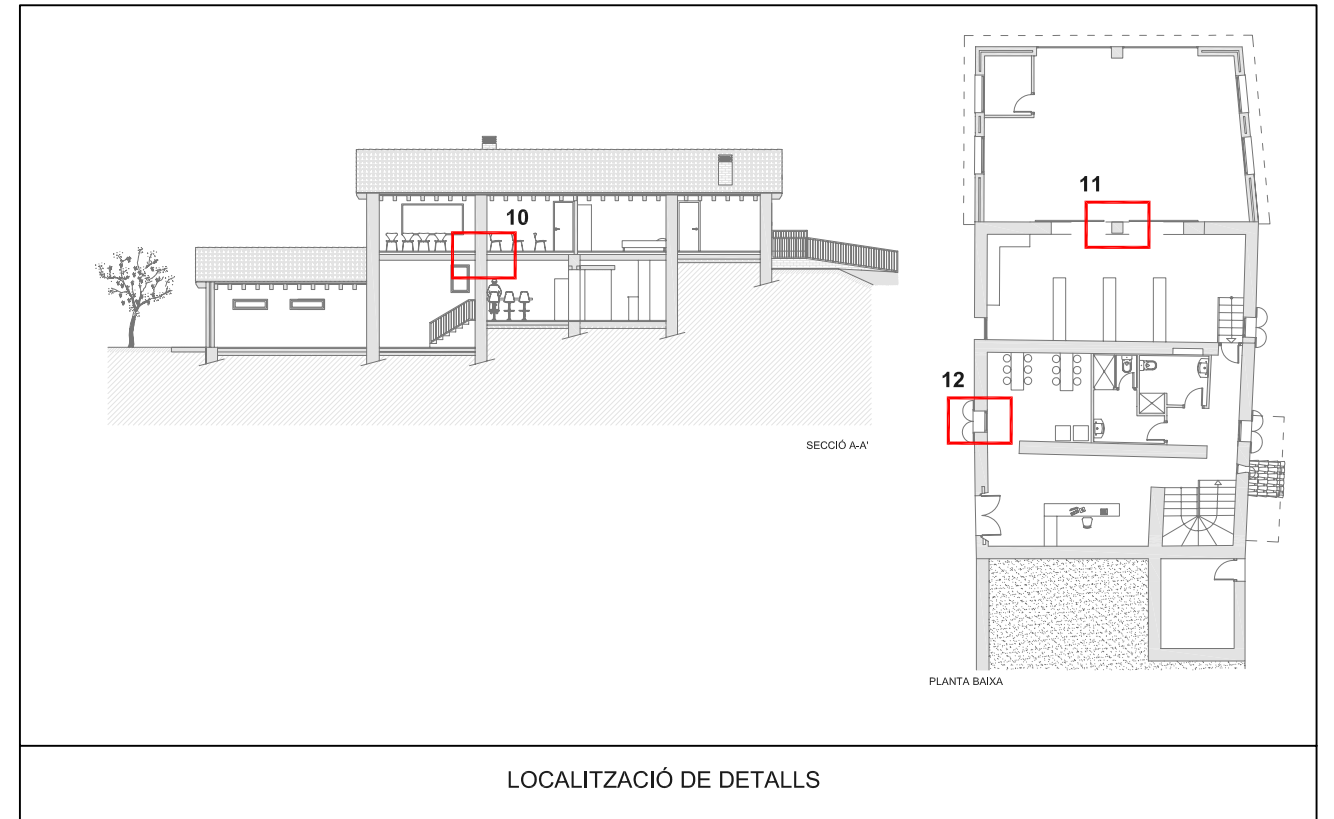 10
SECCIÓ A-A'
11
12
PLANTA BAIXA
LOCALITZACIÓ DE DETALLS